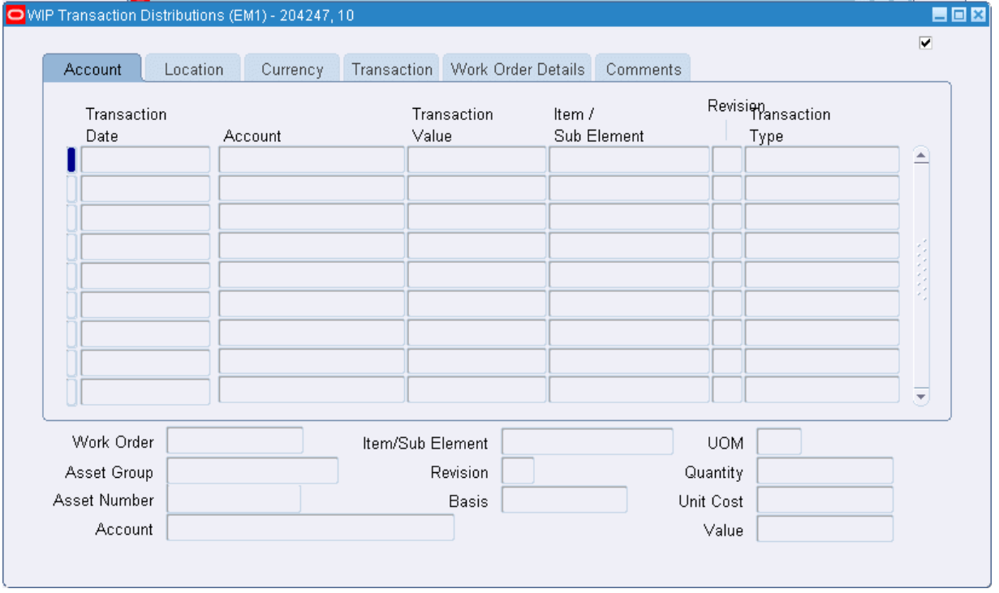 WIP Transaction Distributions (EM1) - 204247, 10
Account Location Currency Transaction Work Order Details Comments
Transaction Date Account Transaction Value Item / Sub Element Revision Transaction Type
Work Order Item/Sub Element UOM
Asset Group Revision Quantity
Asset Number Basis Unit Cost
Account Value